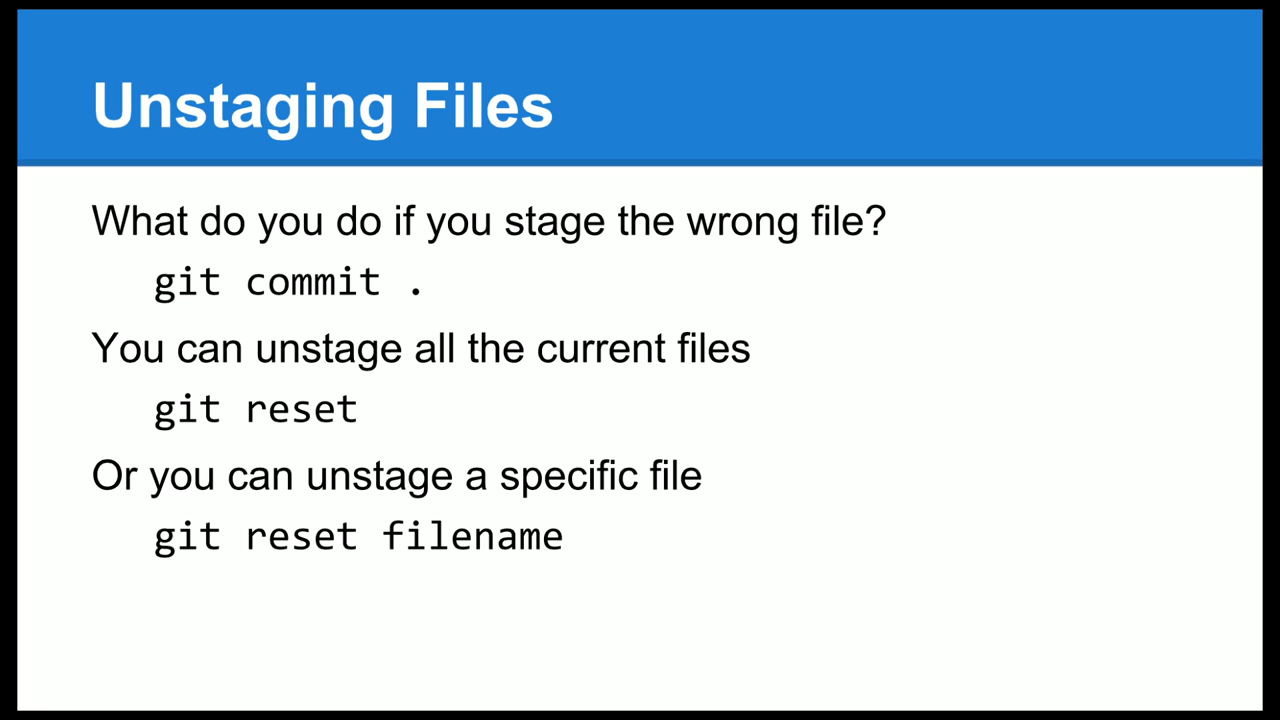 Unstaging Files
What do you do if you stage the wrong file?
git commit .
You can unstage all the current files
git reset
Or you can unstage a specific file
git reset filename